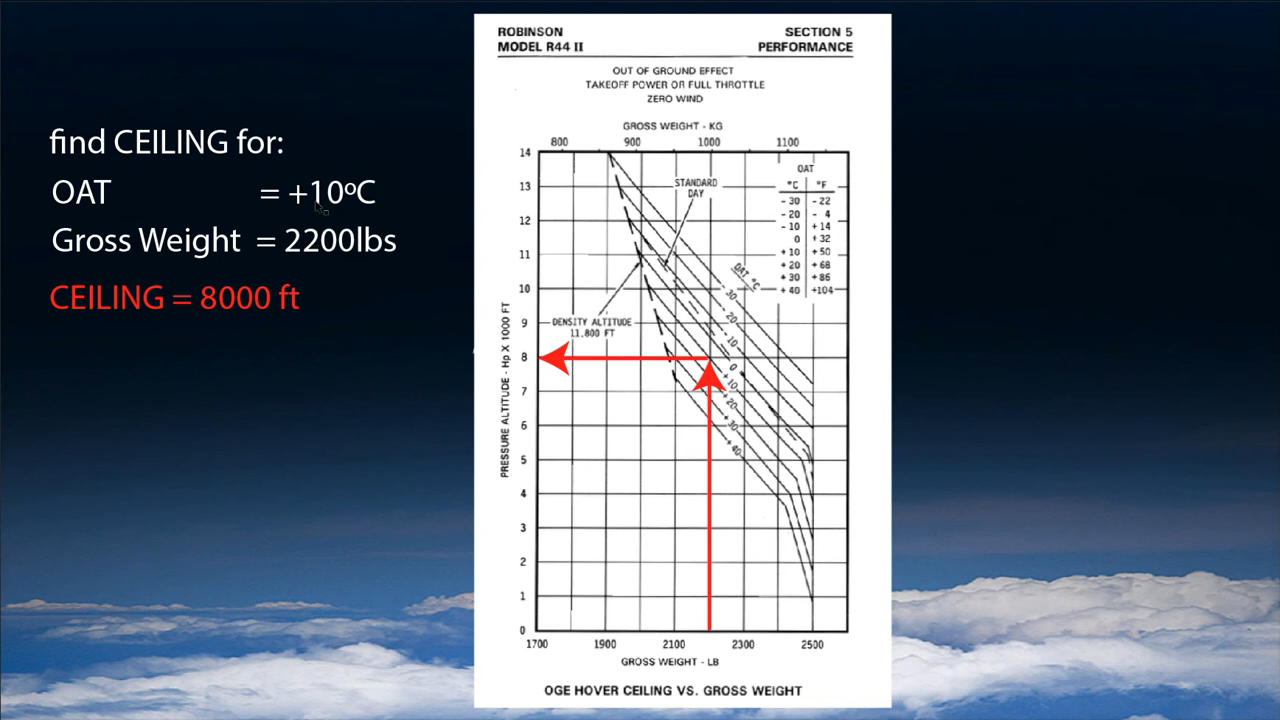 find CEILING for:
OAT = +10ºC
Gross Weight = 2200lbs
CEILING = 8000 ft
ROBINSON SECTION 5
MODEL R44 II PERFORMANCE
OUT OF GROUND EFFECT
TAKEOFF POWER OR FULL THROTTLE
ZERO WIND
GROSS WEIGHT - KG
800 900 1000 1100
OAT
°C °F
- 30 - 22
- 20 - 4
- 10 + 14
0 + 32
+ 10 + 50
+ 20 + 68
+ 30 + 86
+ 40 +104
STANDARD
DAY
OAT °C
- 30
- 20
- 10
0
+ 10
+ 20
+ 30
+ 40
DENSITY ALTITUDE
11,800 FT
14
13
12
11
10
9
8
7
6
5
4
3
2
1
0
PRESSURE ALTITUDE - Hp X 1000 FT
1700 1900 2100 2300 2500
GROSS WEIGHT - LB
OGE HOVER CEILING VS. GROSS WEIGHT